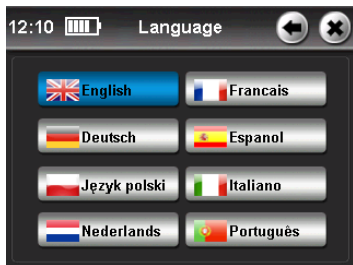 12:10 Language
English Francais
Deutsch Espanol
Język polski Italiano
Nederlands Português